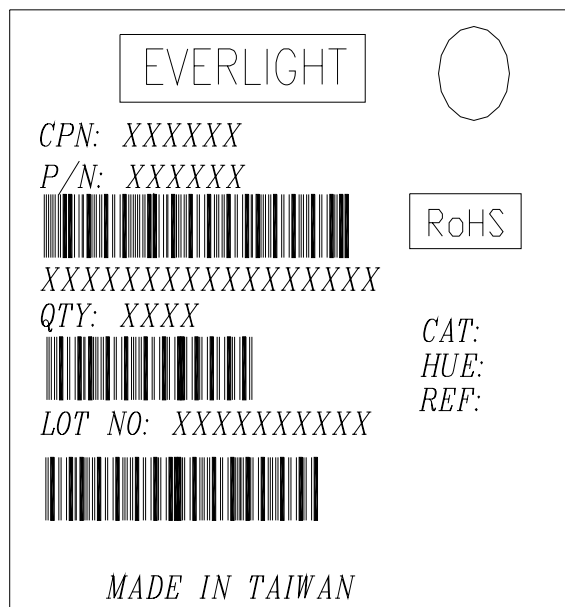 EVERLIGHT
CPN: XXXXXX
P/N: XXXXXX
RoHS
XXXXXXXXXXXXXXXXX
QTY: XXXX
CAT:
HUE:
REF:
LOT NO: XXXXXXXXXX
MADE IN TAIWAN